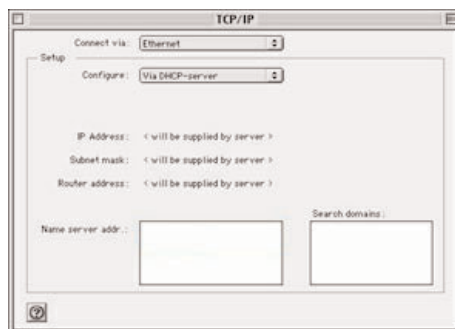 TCP/IP
Connect via: Ethernet
Setup
Configure: Via DHCP-server
IP Address: < will be supplied by server >
Subnet mask: < will be supplied by server >
Router address: < will be supplied by server >
Search domains:
Name server addr.:
?